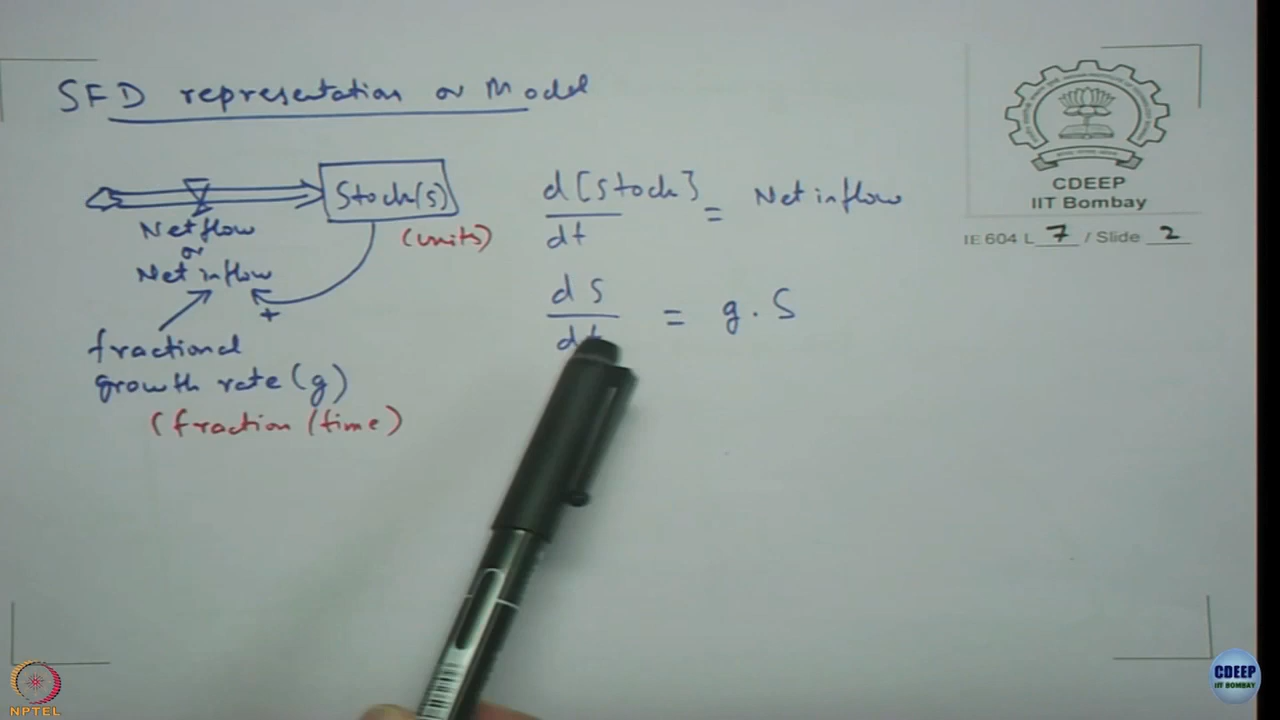 SFD representation or Model
Stock(s)
(units)
Net flow
or
Net inflow
+
fractional
growth rate (g)
(fraction/time)
d[Stock]
dt
= Net inflow
dS
dt
= g. S
CDEEP
IIT Bombay
IE 604 L 7 / Slide 2
NPTEL
CDEEP
IIT BOMBAY